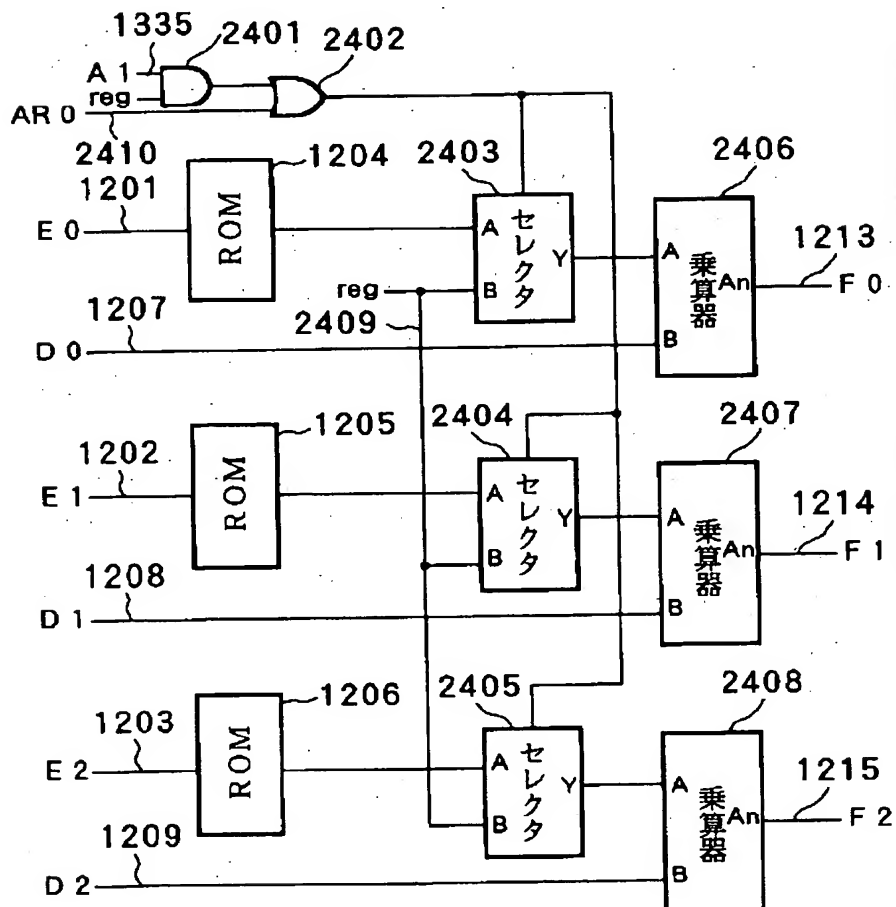 1335
2401
2402
A 1
reg
AR 0
2410
1204
2403
2406
1201
E 0
ROM
A
セレクタ
Y
B
A
乗算器
An
B
1213
F 0
reg
2409
1207
D 0
1205
2404
2407
1202
E 1
ROM
A
セレクタ
Y
B
A
乗算器
An
B
1214
F 1
1208
D 1
1206
2405
2408
1203
E 2
ROM
A
セレクタ
Y
B
A
乗算器
An
B
1215
F 2
1209
D 2